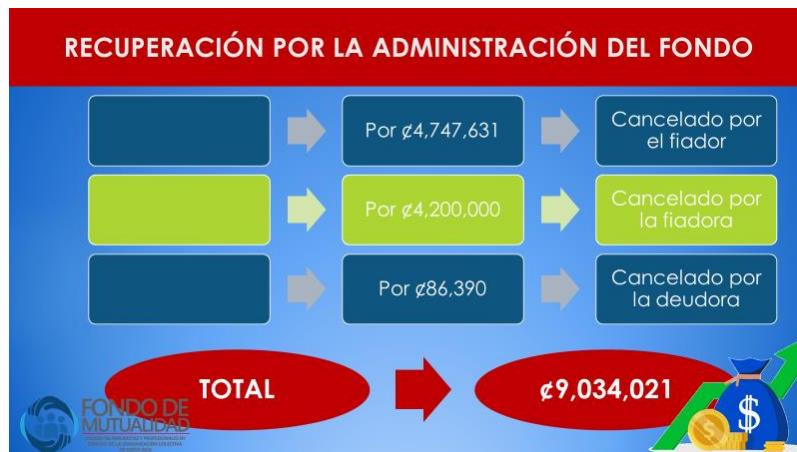 RECUPERACIÓN POR LA ADMINISTRACIÓN DEL FONDO
Por ¢4,747,631
Cancelado por
el fiador
Por ¢4,200,000
Cancelado por
la fiadora
Por ¢86,390
Cancelado por
la deudora
TOTAL
¢9,034,021
$
FONDO DE
MUTUALIDAD